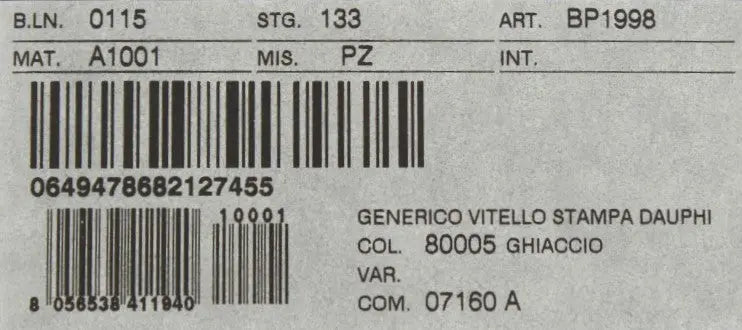 B.LN. 0115 STG. 133 ART. BP1998
MAT. A1001 MIS. PZ INT.
0649478682127455
10001
GENERICO VITELLO STAMPA DAUPHI
COL. 80005 GHIACCIO
VAR.
8 056538 411940
COM. 07160 A